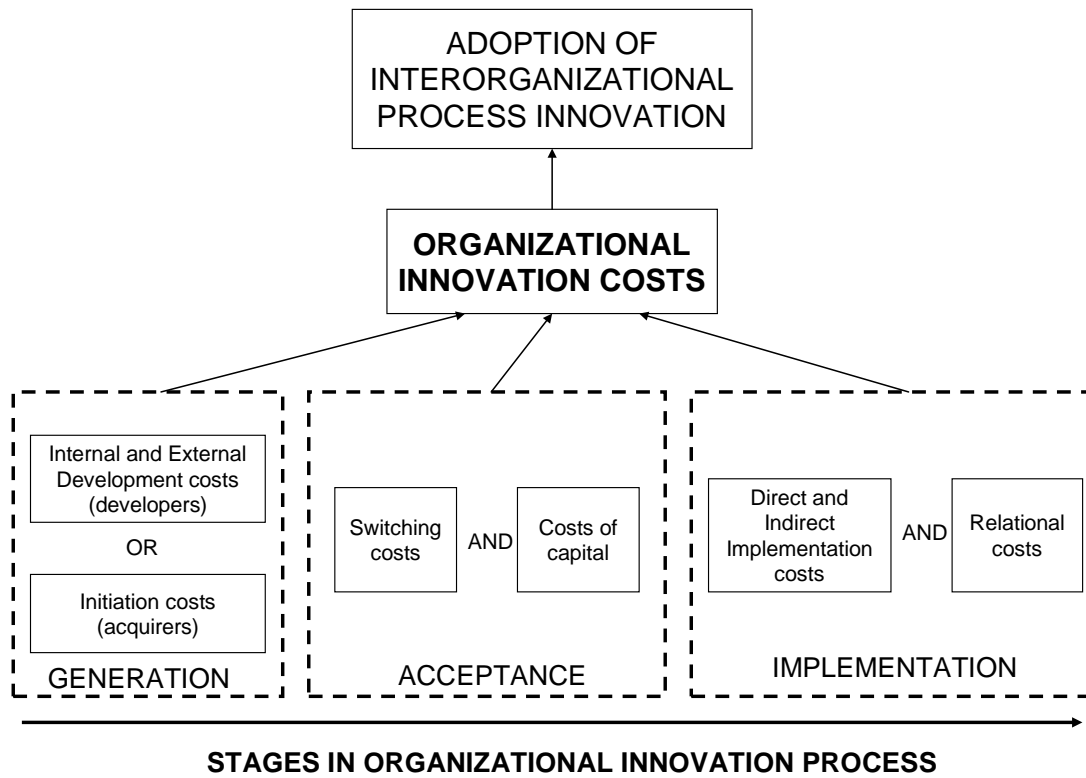 ADOPTION OF
INTERORGANIZATIONAL
PROCESS INNOVATION
ORGANIZATIONAL
INNOVATION COSTS
Internal and External
Development costs
(developers)
OR
Initiation costs
(acquirers)
GENERATION
Switching
costs
AND
Costs of
capital
ACCEPTANCE
Direct and
Indirect
Implementation
costs
AND
Relational
costs
IMPLEMENTATION
STAGES IN ORGANIZATIONAL INNOVATION PROCESS